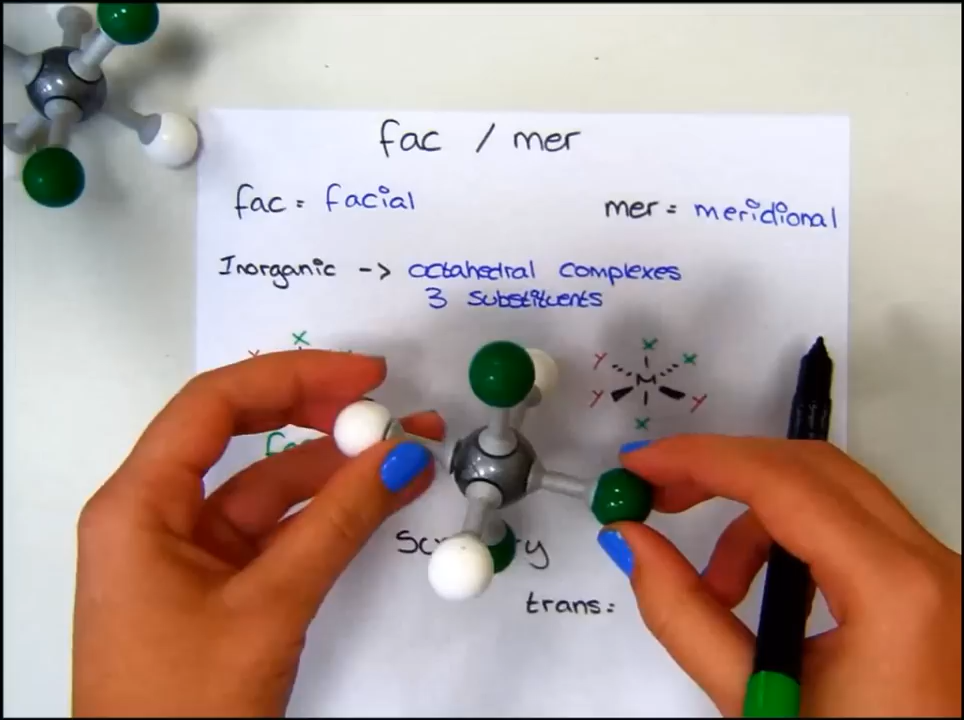 fac / mer
fac = facial
mer = meridional
Inorganic -> octahedral complexes
3 substituents
X
Y
X
Y X
M
Y Y
X
trans: